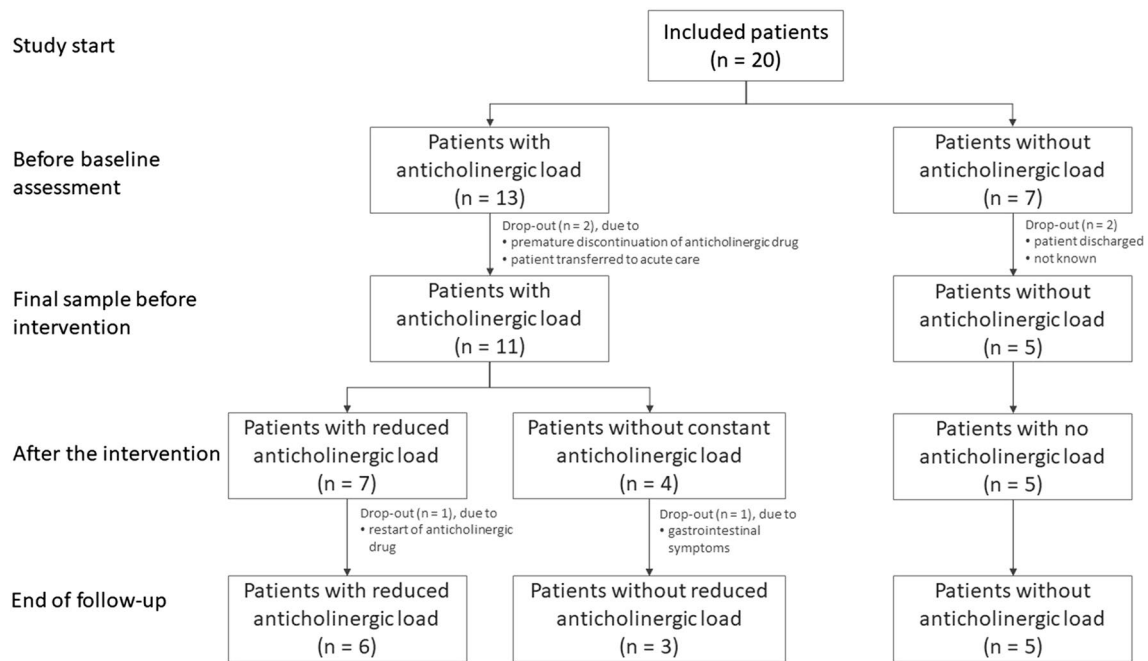 Study start
Included patients
(n = 20)
Before baseline
assessment
Patients with
anticholinergic load
(n = 13)
Patients without
anticholinergic load
(n = 7)
Drop-out (n = 2), due to
• premature discontinuation of anticholinergic drug
• patient transferred to acute care
Drop-out (n = 2)
• patient discharged
• not known
Final sample before
intervention
Patients with
anticholinergic load
(n = 11)
Patients without
anticholinergic load
(n = 5)
After the intervention
Patients with reduced
anticholinergic load
(n = 7)
Patients without constant
anticholinergic load
(n = 4)
Patients with no
anticholinergic load
(n = 5)
Drop-out (n = 1), due to
• restart of anticholinergic
drug
Drop-out (n = 1), due to
• gastrointestinal
symptoms
End of follow-up
Patients with reduced
anticholinergic load
(n = 6)
Patients without reduced
anticholinergic load
(n = 3)
Patients without
anticholinergic load
(n = 5)